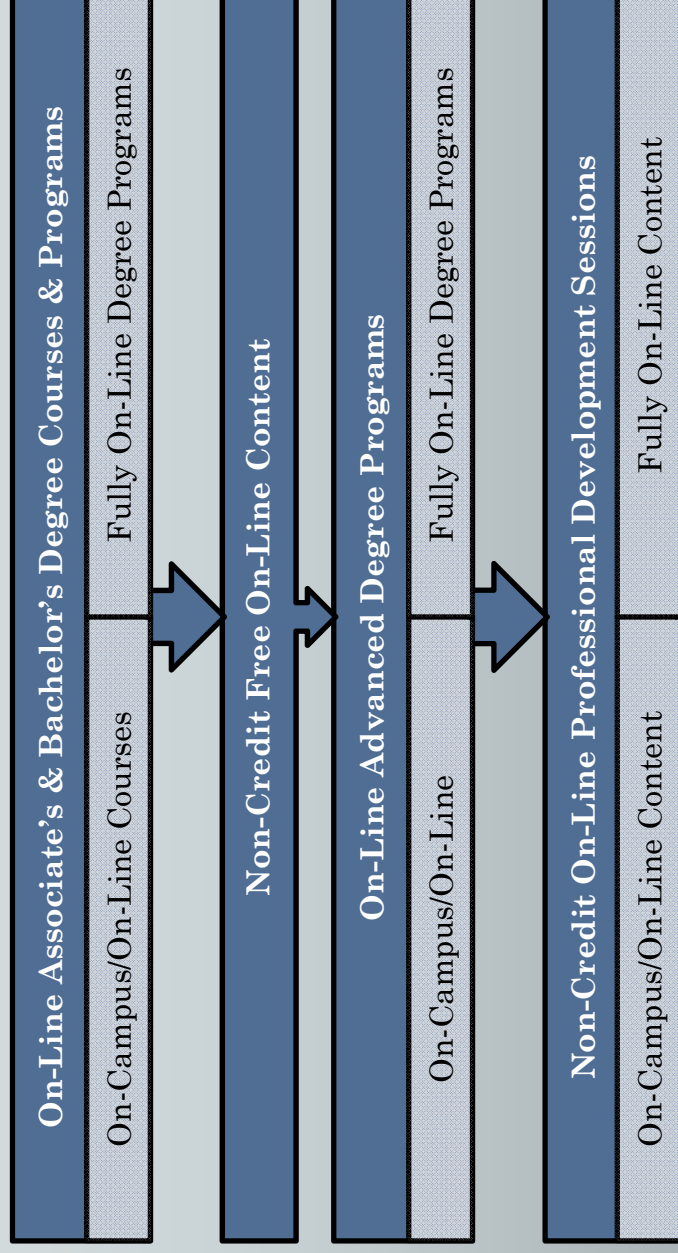 On-Line Associate's & Bachelor's Degree Courses & Programs
On-Campus/On-Line Courses
Fully On-Line Degree Programs
Non-Credit Free On-Line Content
On-Line Advanced Degree Programs
On-Campus/On-Line
Fully On-Line Degree Programs
Non-Credit On-Line Professional Development Sessions
On-Campus/On-Line Content
Fully On-Line Content